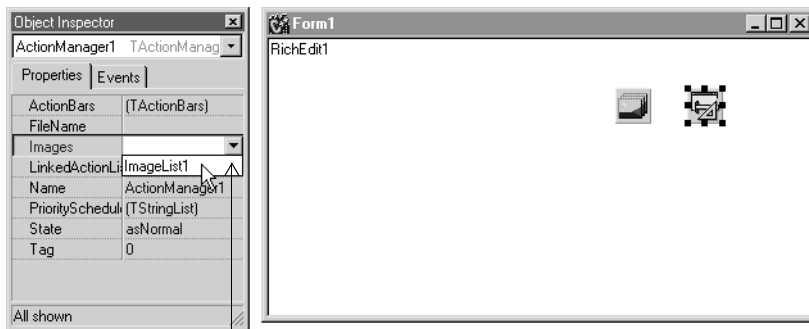 Object Inspector
ActionManager1 TActionManag
Properties Events
ActionBars (TActionBars)
FileName
Images
LinkedActionLi ImageList1
Name ActionManager1
PrioritySchedul (TStringList)
State asNormal
Tag 0
All shown
Form1
RichEdit1